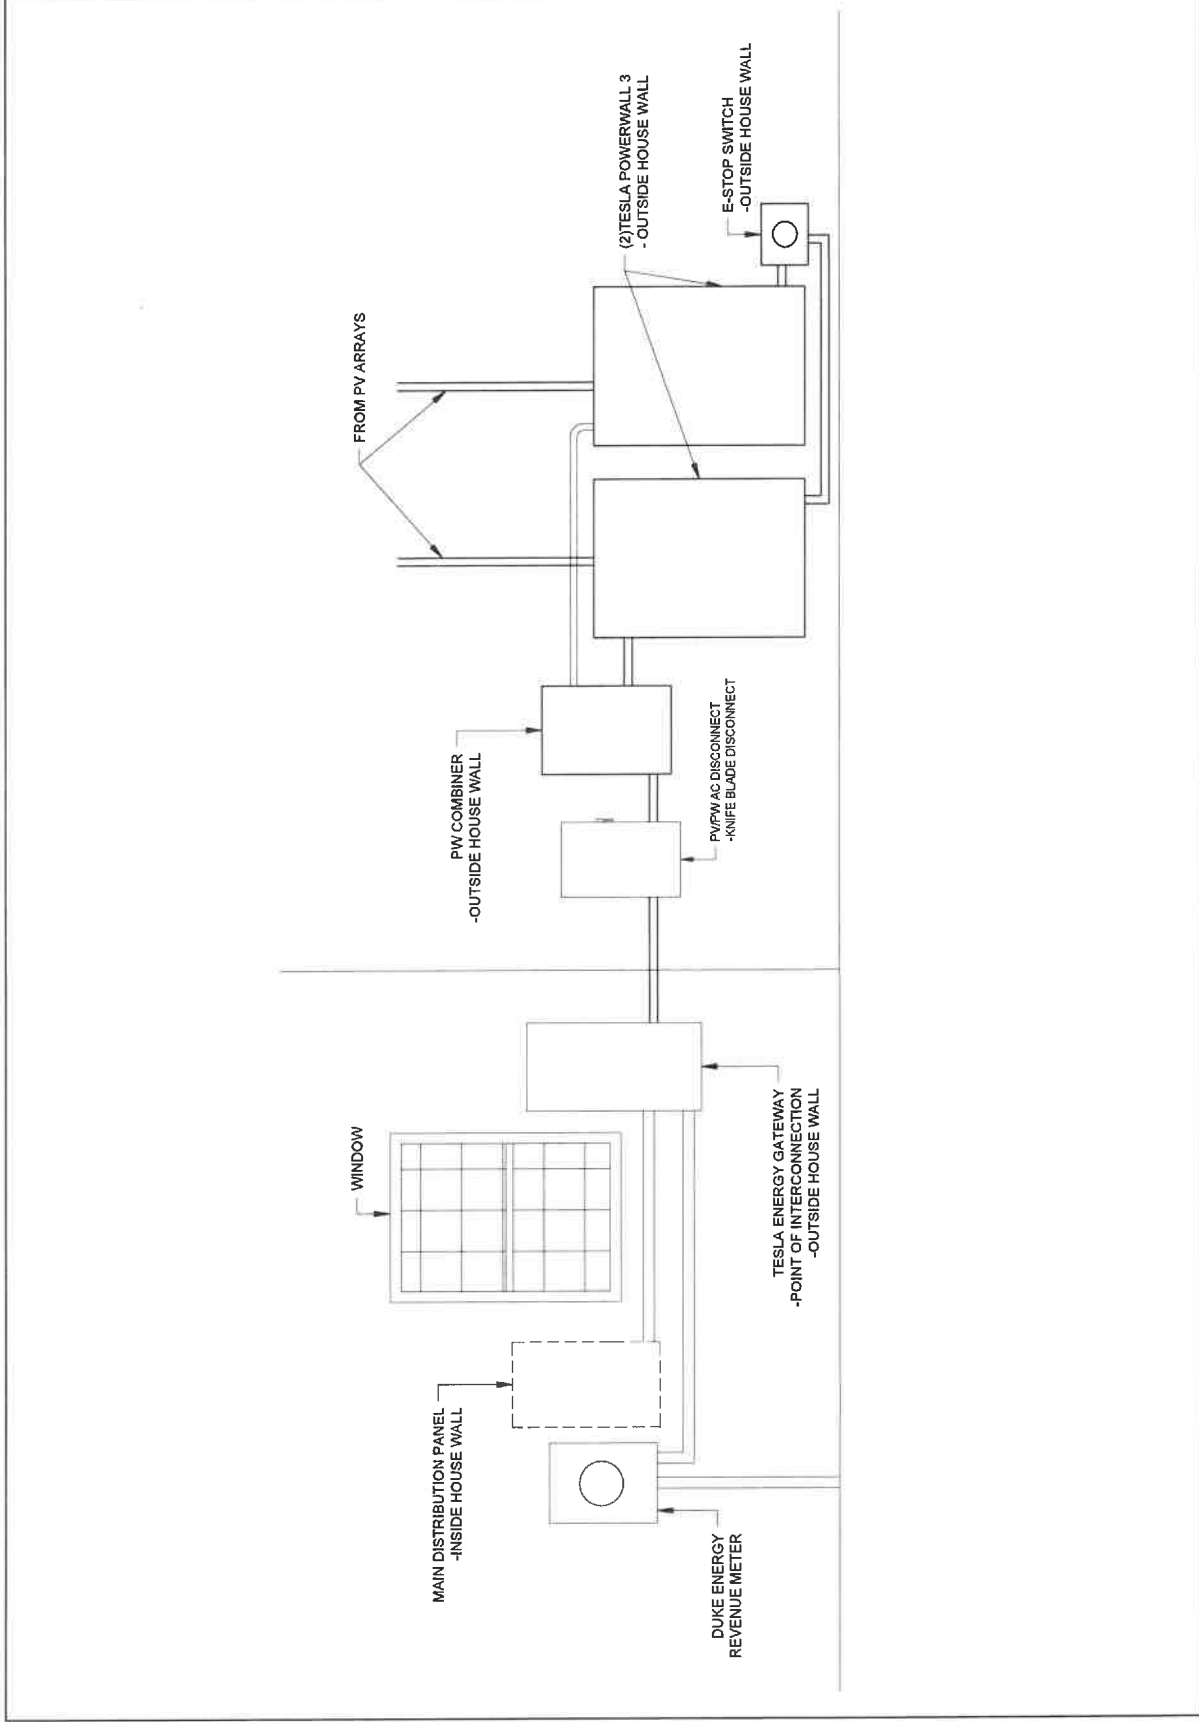 MAIN DISTRIBUTION PANEL
-INSIDE HOUSE WALL
DUKE ENERGY
REVENUE METER
WINDOW
TESLA ENERGY GATEWAY
-POINT OF INTERCONNECTION
-OUTSIDE HOUSE WALL
PW COMBINER
-OUTSIDE HOUSE WALL
PV/PW AC DISCONNECT
-KNIFE BLADE DISCONNECT
FROM PV ARRAYS
(2)TESLA POWERWALL 3
- OUTSIDE HOUSE WALL
E-STOP SWITCH
-OUTSIDE HOUSE WALL